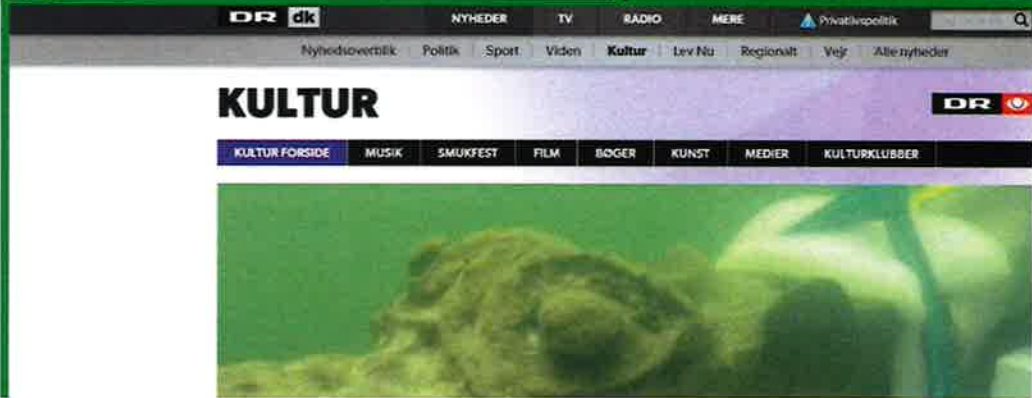 DR dk NYHEDER TV RADIO MERE Privatlivspolitik
Nyhedsoverblik Politik Sport Viden Kultur Lev Nu Regionalt Vejr Alle nyheder
KULTUR
DR
KULTUR FORSIDE MUSIK SMUKFEST FILM BØGER KUNST MEDIER KULTURKLUBBER